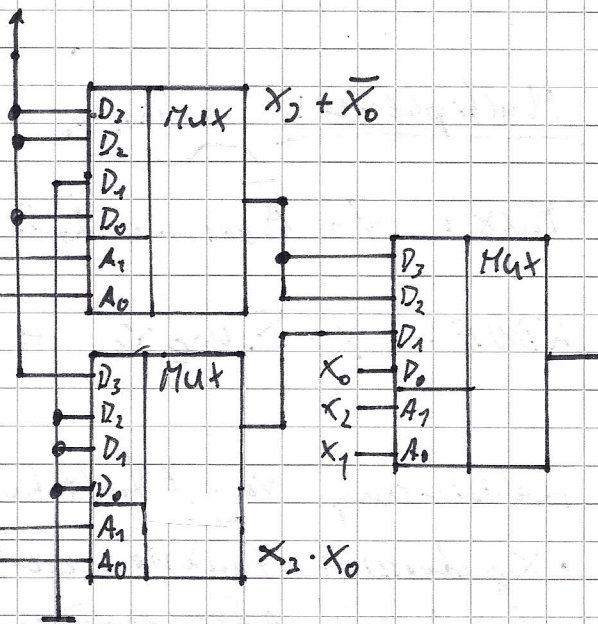 X₃ + X̄₀
D₃ MUX
D₂
D₁
D₀
A₁
A₀
D₃ MUX
D₂
D₁
D₀
A₁
A₀
X₃ · X₀
D₃ MUX
D₂
D₁
X₀ D₀
X₂ A₁
X₁ A₀